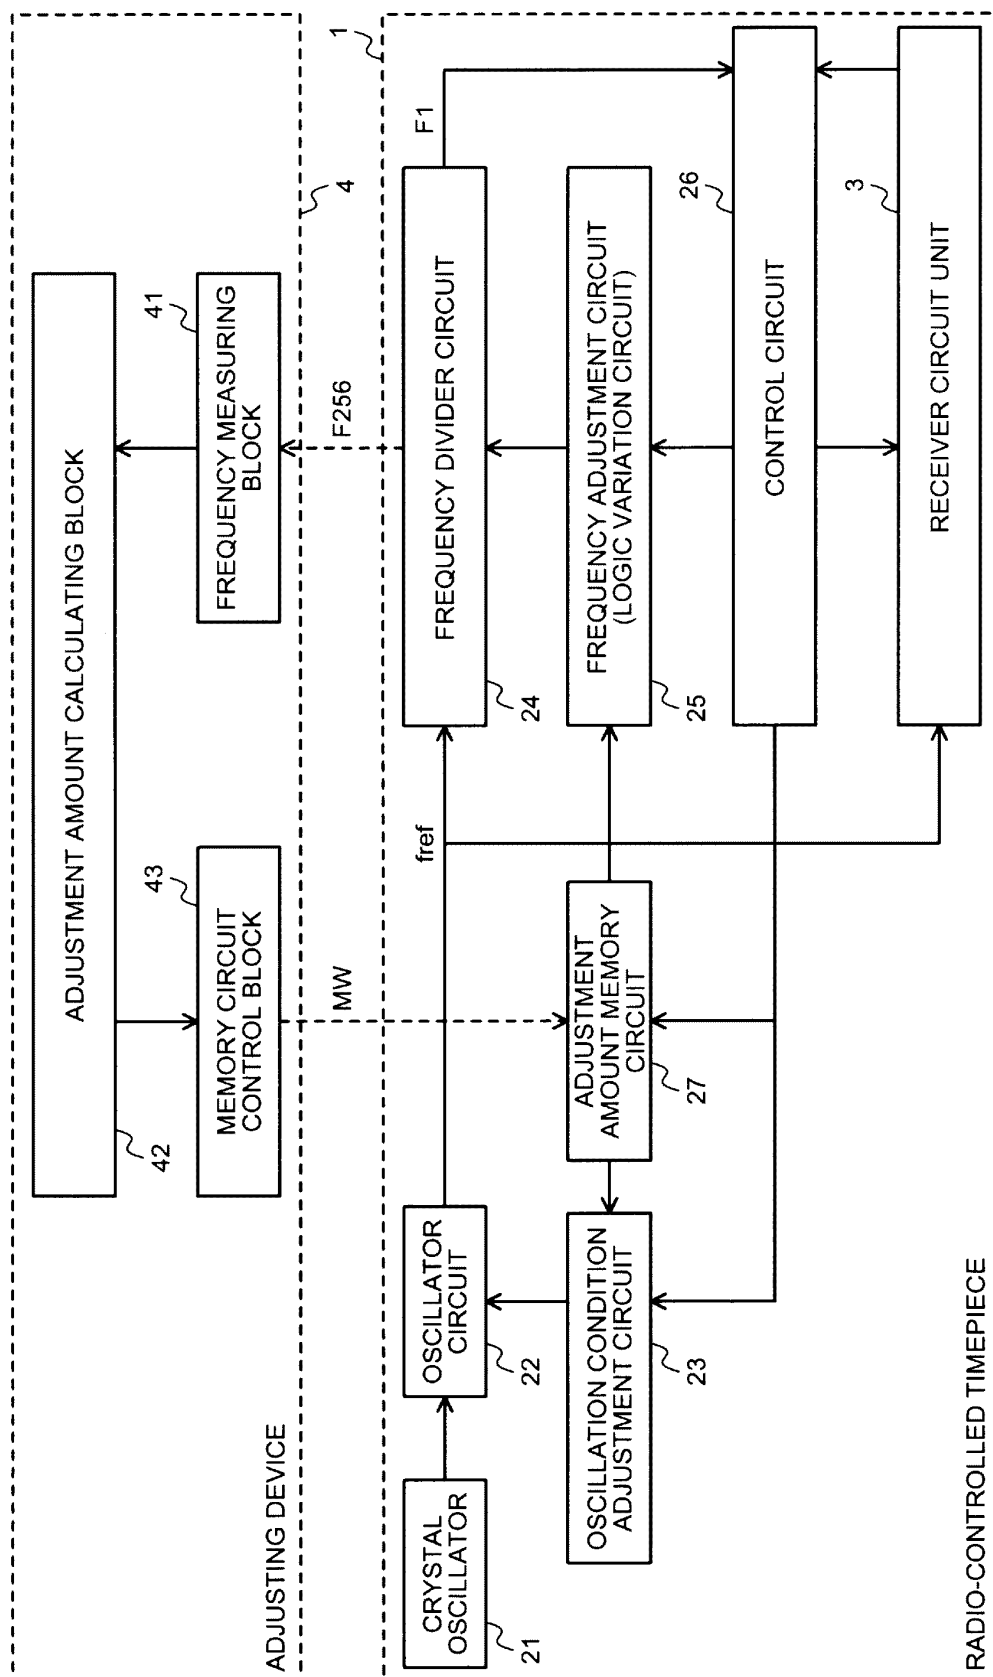 ADJUSTING DEVICE
4
ADJUSTMENT AMOUNT CALCULATING BLOCK
42
MEMORY CIRCUIT
CONTROL BLOCK
43
FREQUENCY MEASURING
BLOCK
41
MW
F256
1
CRYSTAL
OSCILLATOR
21
OSCILLATOR
CIRCUIT
22
fref
FREQUENCY DIVIDER CIRCUIT
24
F1
OSCILLATION CONDITION
ADJUSTMENT CIRCUIT
23
ADJUSTMENT
AMOUNT MEMORY
CIRCUIT
27
FREQUENCY ADJUSTMENT CIRCUIT
(LOGIC VARIATION CIRCUIT)
25
CONTROL CIRCUIT
26
RECEIVER CIRCUIT UNIT
3
RADIO-CONTROLLED TIMEPIECE